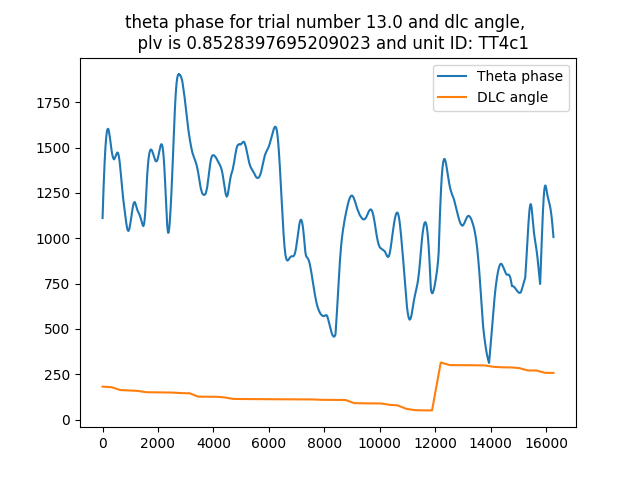 theta phase for trial number 13.0 and dlc angle,
plv is 0.8528397695209023 and unit ID: TT4c1
Theta phase
DLC angle
1750
1500
1250
1000
750
500
250
0
0 2000 4000 6000 8000 10000 12000 14000 16000